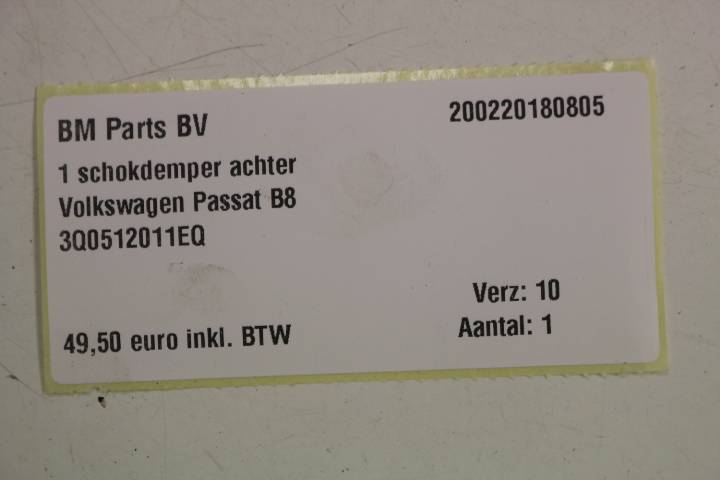 BM Parts BV
200220180805
1 schokdemper achter
Volkswagen Passat B8
3Q0512011EQ
Verz: 10
49,50 euro inkl. BTW
Aantal: 1